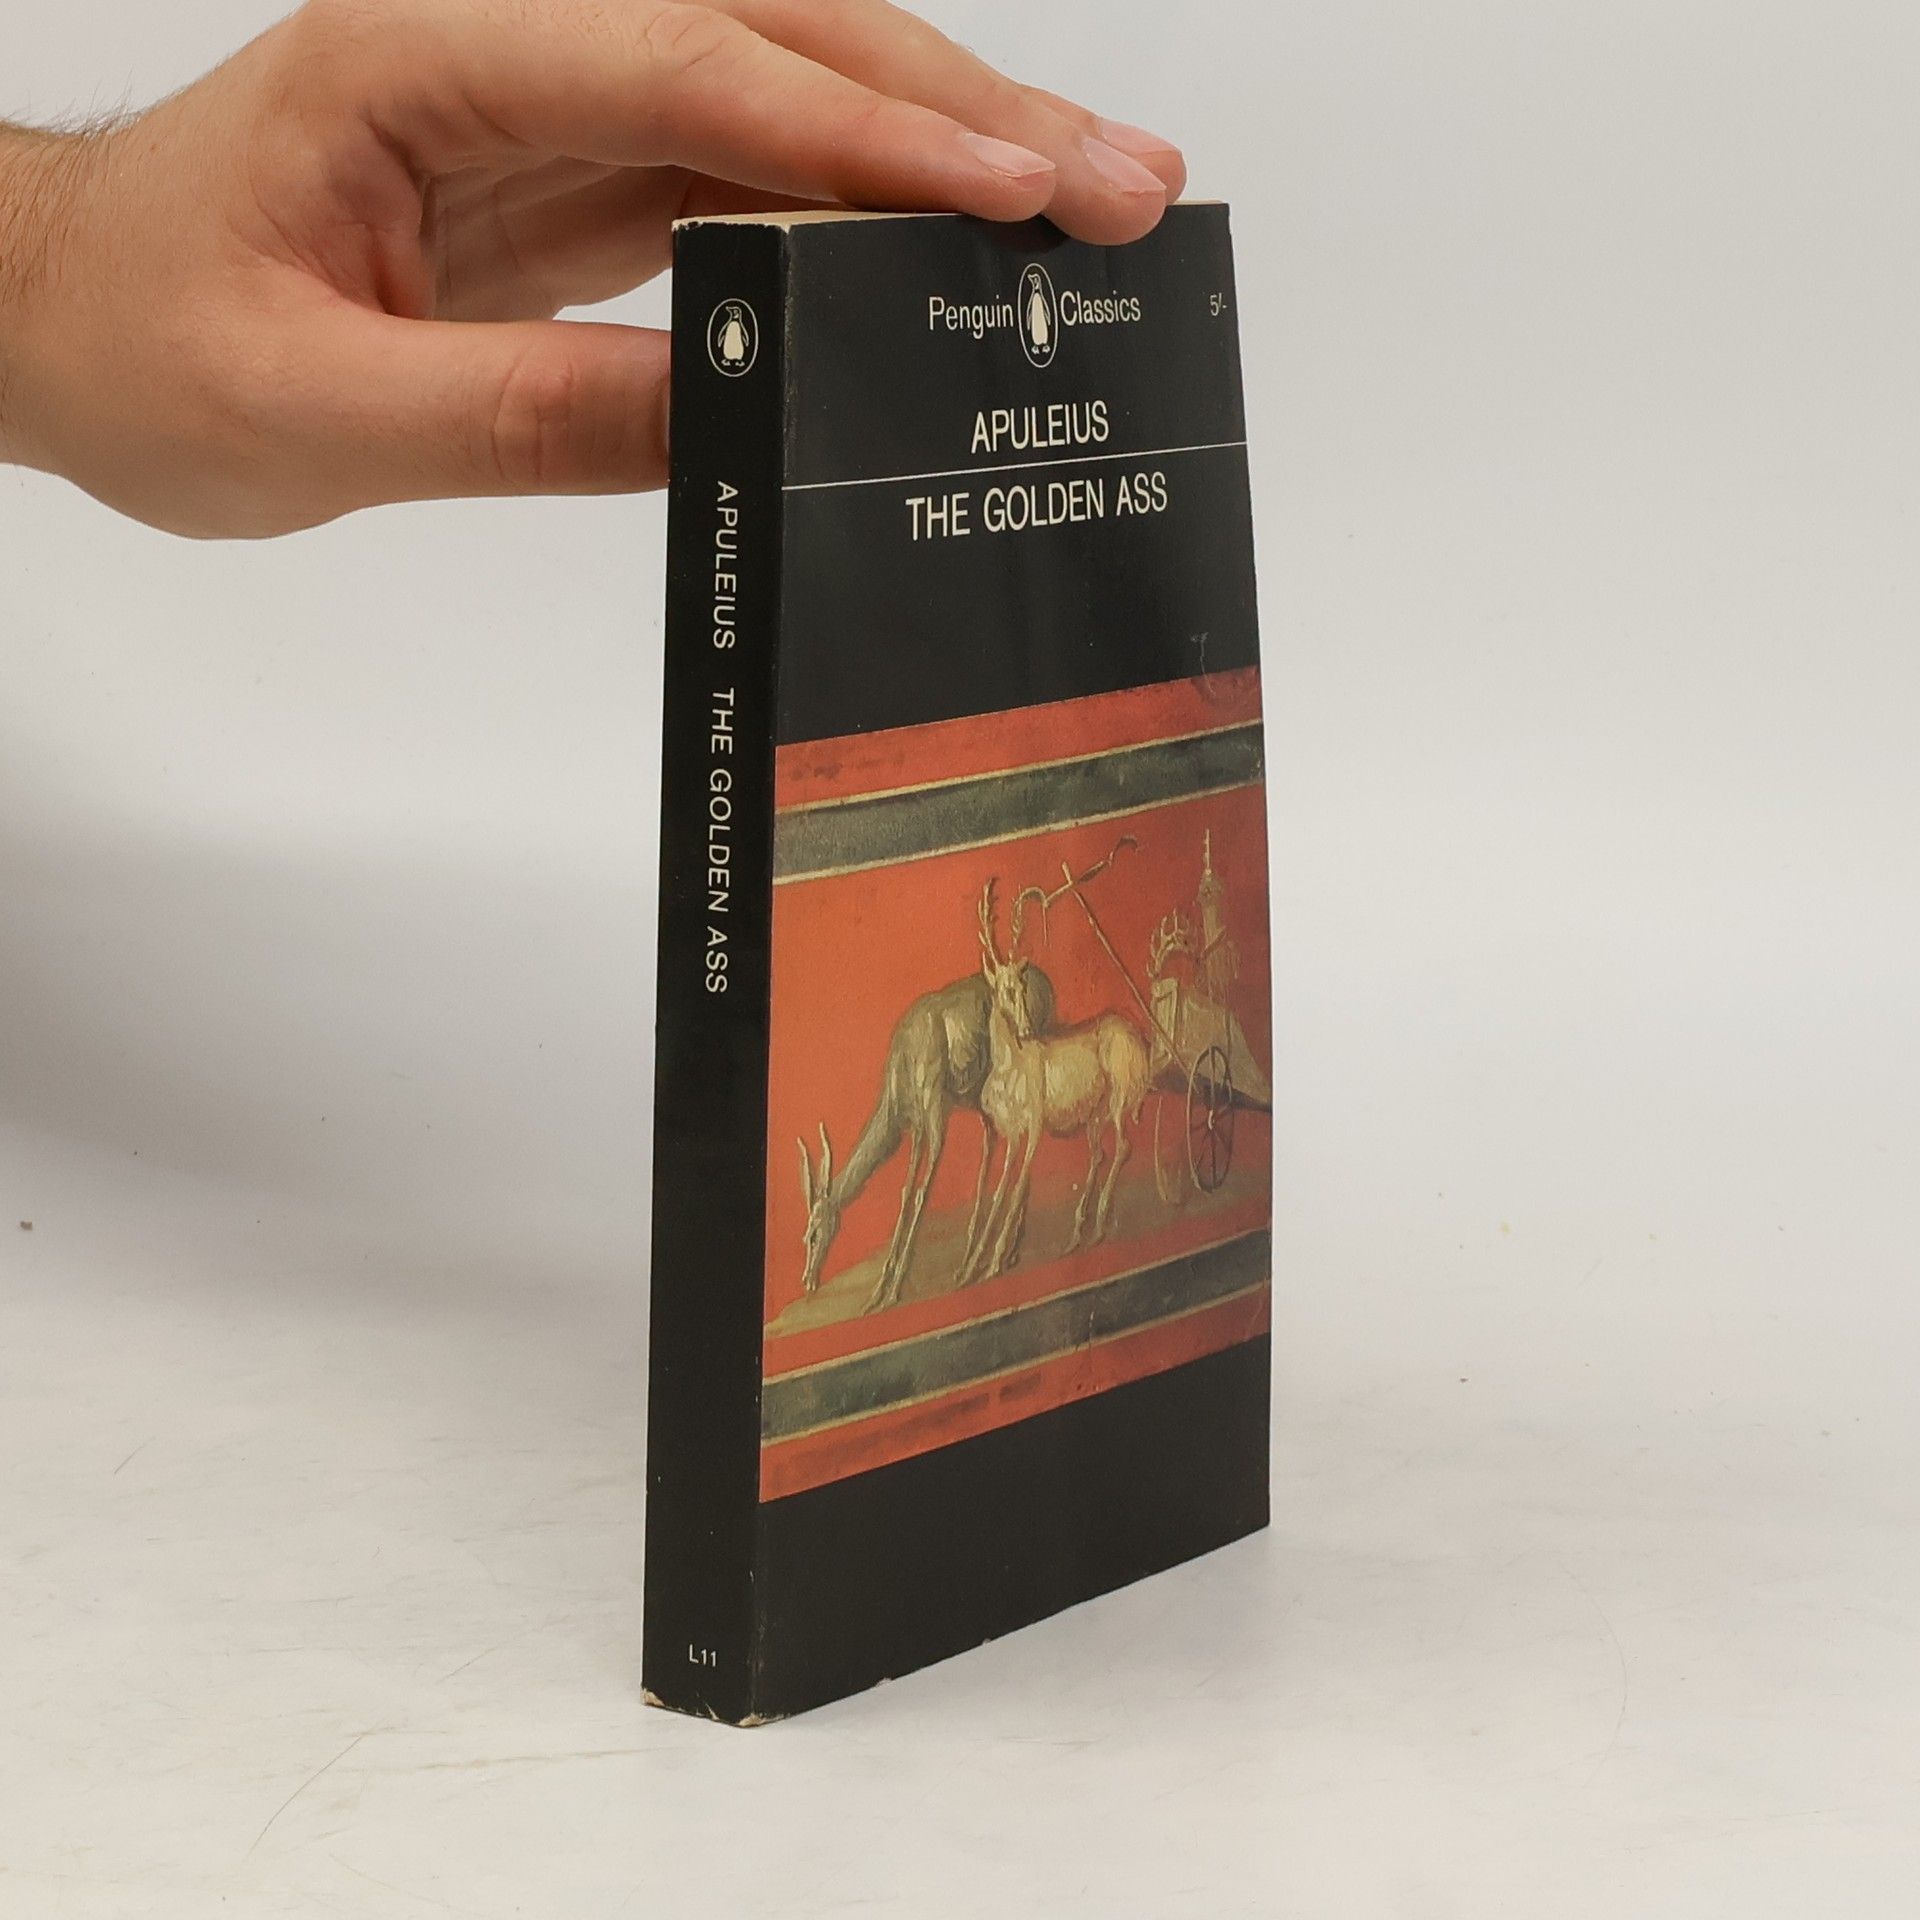 Penguin Classics
5/-
APULEIUS
THE GOLDEN ASS
APULEIUS THE GOLDEN ASS
L11